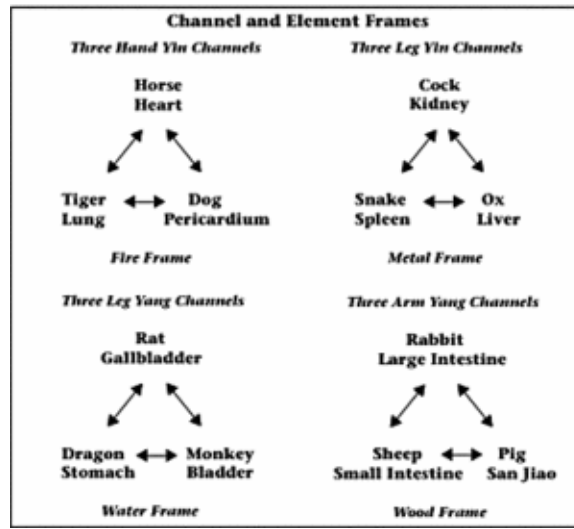 Channel and Element Frames
Three Hand Yin Channels
Horse
Heart
Tiger
Lung
Dog
Pericardium
Fire Frame
Three Leg Yin Channels
Cock
Kidney
Snake
Spleen
Ox
Liver
Metal Frame
Three Leg Yang Channels
Rat
Gallbladder
Dragon
Stomach
Monkey
Bladder
Water Frame
Three Arm Yang Channels
Rabbit
Large Intestine
Sheep
Small Intestine
Pig
San Jiao
Wood Frame